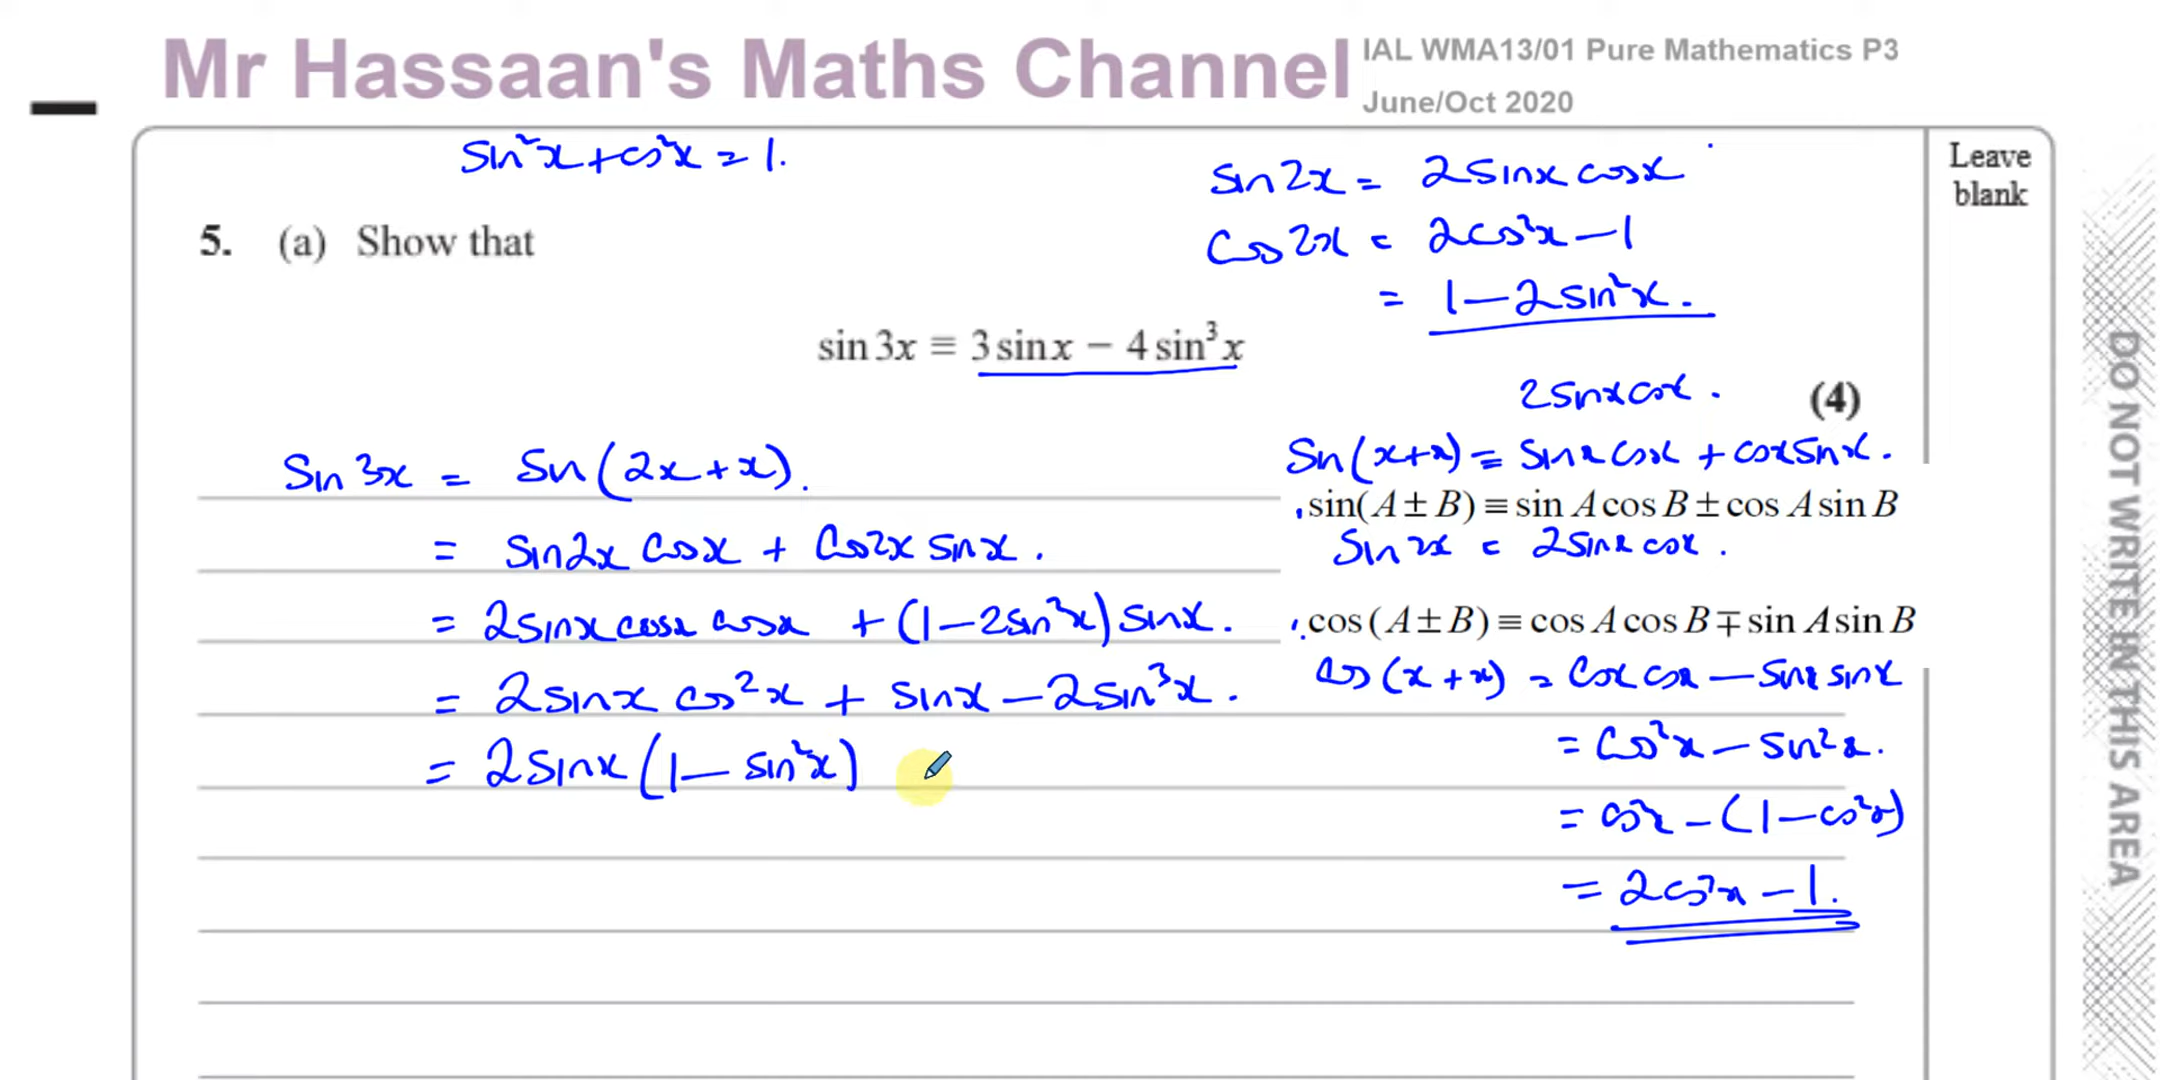 Mr Hassaan's Maths Channel
IAL WMA13/01 Pure Mathematics P3
June/Oct 2020
sin²x + cos²x = 1.
sin2x = 2sinx cosx
Leave
blank
5. (a) Show that
cos2x = 2cos²x − 1
= 1 − 2sin²x.
sin 3x ≡ 3 sin x − 4 sin³ x
2sinxcosx.
(4)
Sin 3x = Sin(2x + x).
= sin2x cosx + cos2x sinx.
= 2sinx cosx cosx + (1 − 2sin²x) sinx.
= 2sinx cos²x + sinx − 2sin³x.
= 2sinx (1 − sin²x)
Sin(x+x) = sinx cosx + cosx sinx.
sin(A ± B) ≡ sin A cos B ± cos A sin B
Sin 2x = 2sinx cosx.
cos(A ± B) ≡ cos A cos B ∓ sin A sin B
cos(x + x) = cosx cosx − sinx sinx
= cos²x − sin²x.
= cos²x − (1 − cos²x)
= 2cos²x − 1.
DO NOT WRITE IN THIS AREA